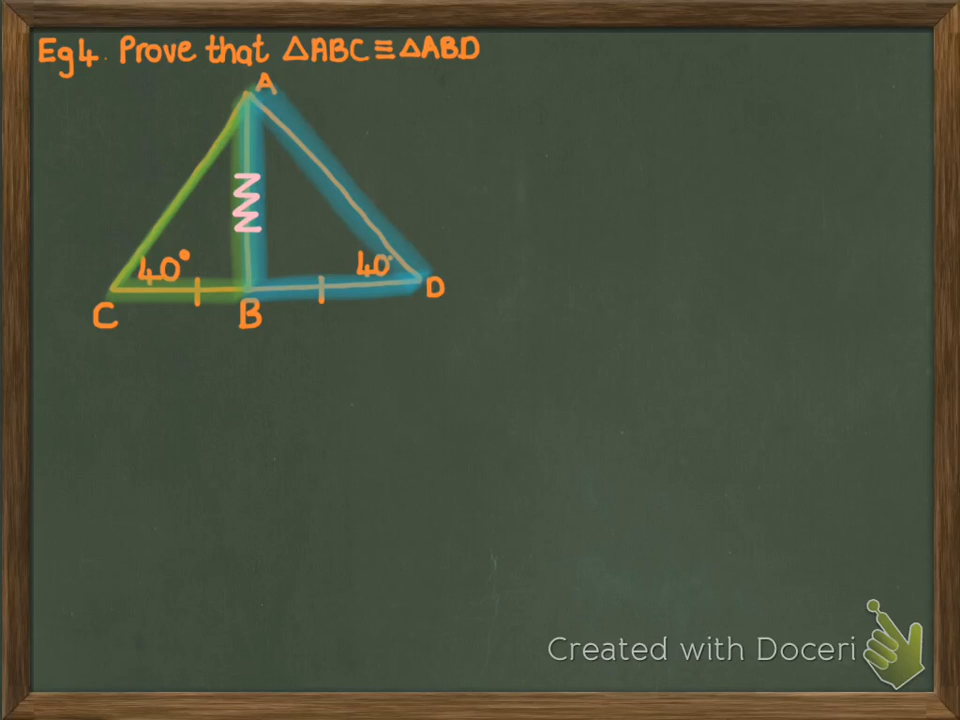 Eg4. Prove that △ABC≡△ABD
A
40°
40°
C
B
D
Created with Doceri